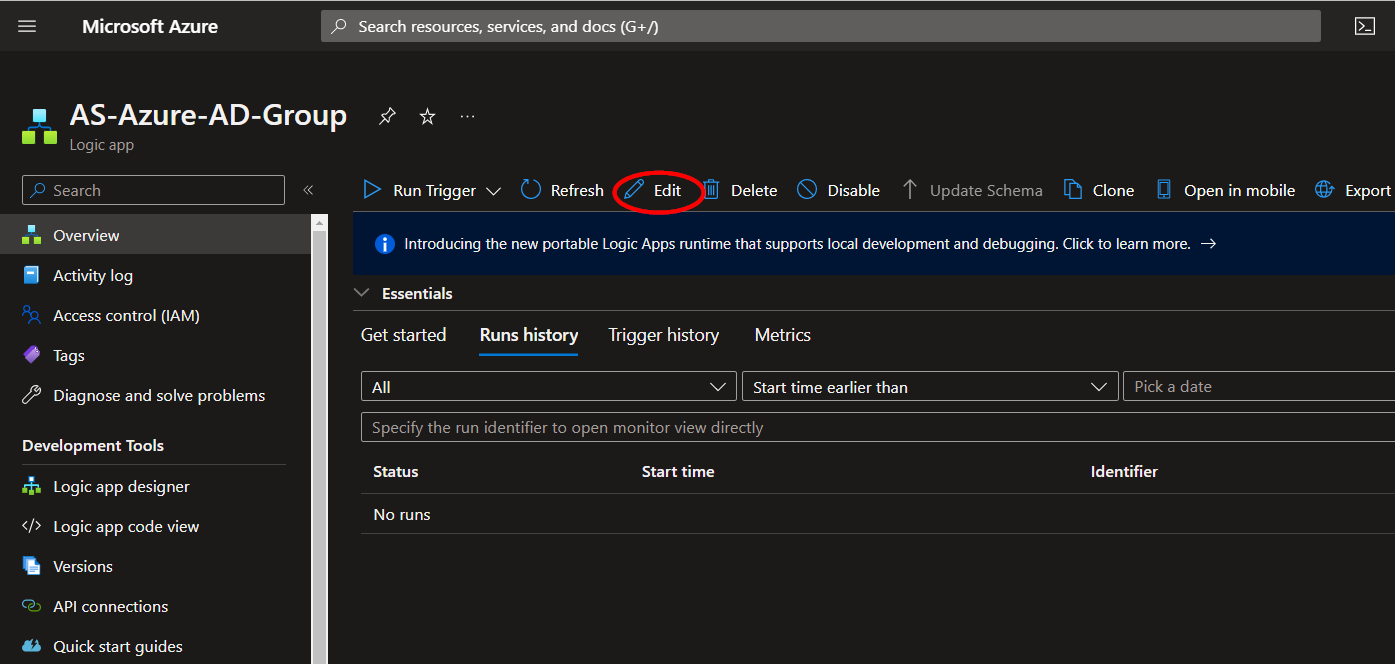 Microsoft Azure
Search resources, services, and docs (G+/)
AS-Azure-AD-Group
Logic app
Search
Overview
Activity log
Access control (IAM)
Tags
Diagnose and solve problems
Development Tools
Logic app designer
Logic app code view
Versions
API connections
Quick start guides
Run Trigger Refresh Edit Delete Disable Update Schema Clone Open in mobile Export
Introducing the new portable Logic Apps runtime that supports local development and debugging. Click to learn more. →
Essentials
Get started Runs history Trigger history Metrics
All Start time earlier than Pick a date
Specify the run identifier to open monitor view directly
Status Start time Identifier
No runs